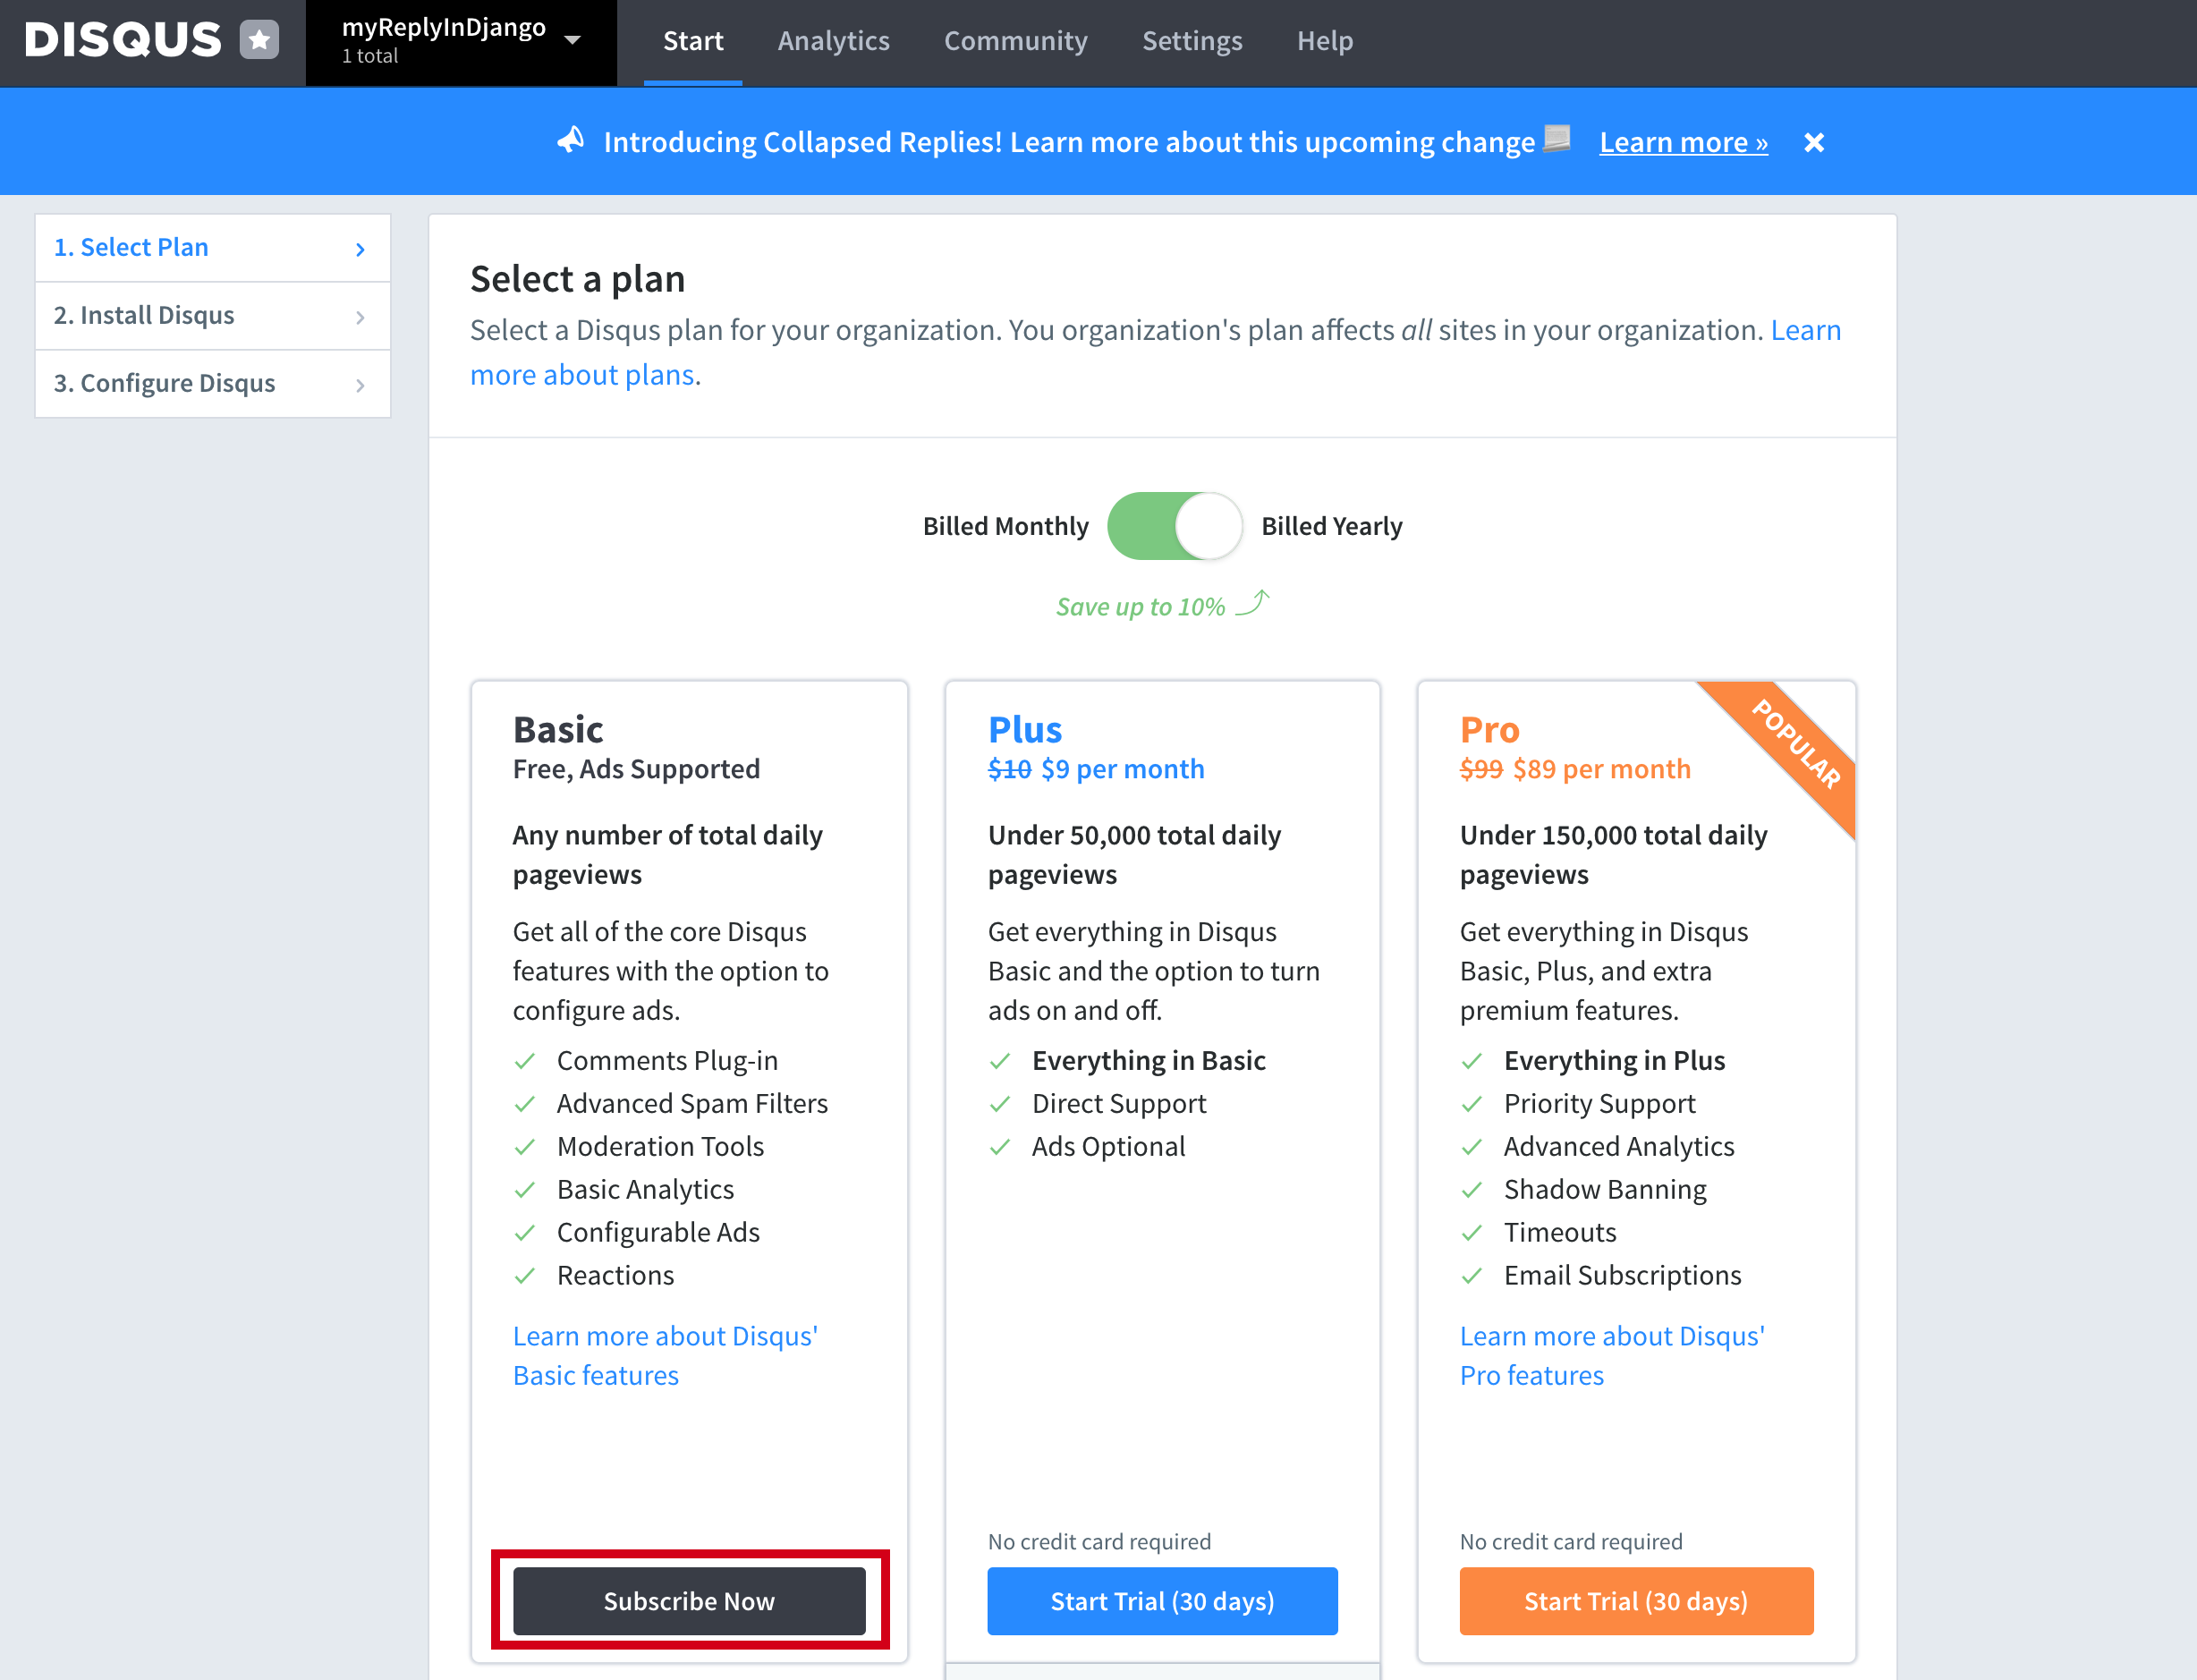 DISQUS
myReplyInDjango
1 total
Start
Analytics
Community
Settings
Help
Introducing Collapsed Replies! Learn more about this upcoming change
Learn more »
1. Select Plan
2. Install Disqus
3. Configure Disqus
Select a plan
Select a Disqus plan for your organization. You organization's plan affects all sites in your organization. Learn
more about plans.
Billed Monthly
Billed Yearly
Save up to 10%
Basic
Free, Ads Supported
Any number of total daily
pageviews
Get all of the core Disqus
features with the option to
configure ads.
Comments Plug-in
Advanced Spam Filters
Moderation Tools
Basic Analytics
Configurable Ads
Reactions
Learn more about Disqus'
Basic features
Subscribe Now
Plus
$10 $9 per month
Under 50,000 total daily
pageviews
Get everything in Disqus
Basic and the option to turn
ads on and off.
Everything in Basic
Direct Support
Ads Optional
No credit card required
Start Trial (30 days)
POPULAR
Pro
$99 $89 per month
Under 150,000 total daily
pageviews
Get everything in Disqus
Basic, Plus, and extra
premium features.
Everything in Plus
Priority Support
Advanced Analytics
Shadow Banning
Timeouts
Email Subscriptions
Learn more about Disqus'
Pro features
No credit card required
Start Trial (30 days)